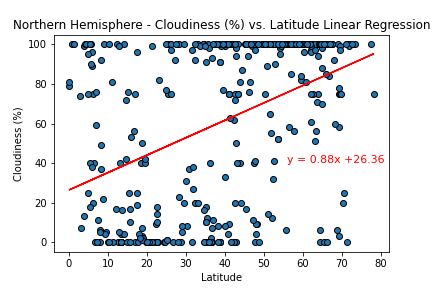 Northern Hemisphere - Cloudiness (%) vs. Latitude Linear Regression
100
80
60
40
20
0
Cloudiness (%)
y = 0.88x +26.36
0 10 20 30 40 50 60 70 80
Latitude